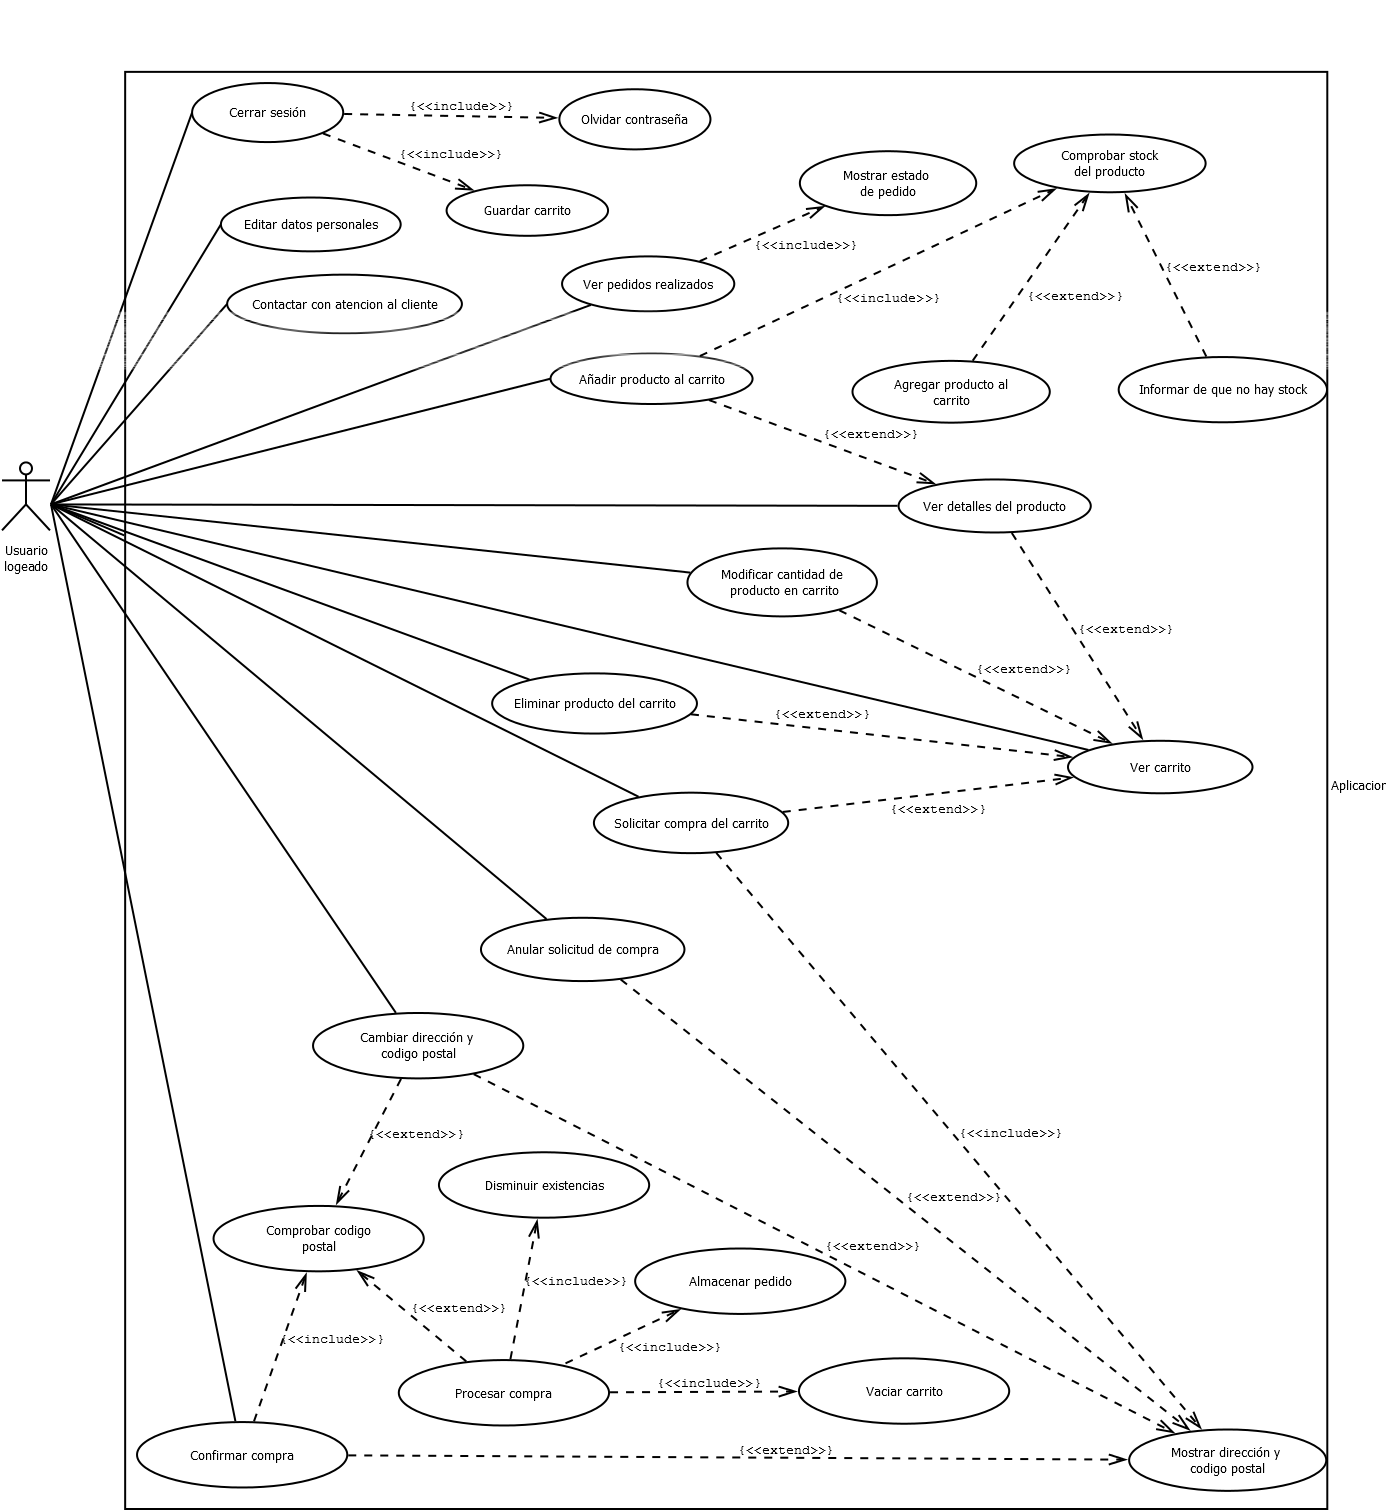 Cerrar sesión
{<<include>>}
Olvidar contraseña
{<<include>>}
Guardar carrito
Comprobar stock
del producto
Mostrar estado
de pedido
Editar datos personales
{<<include>>}
{<<extend>>}
Ver pedidos realizados
{<<include>>}
{<<extend>>}
Contactar con atencion al cliente
Añadir producto al carrito
Agregar producto al
carrito
Informar de que no hay stock
{<<extend>>}
Ver detalles del producto
Usuario
logeado
Modificar cantidad de
producto en carrito
{<<extend>>}
{<<extend>>}
Eliminar producto del carrito
{<<extend>>}
Ver carrito
Aplicacior
{<<extend>>}
Solicitar compra del carrito
Anular solicitud de compra
Cambiar dirección y
codigo postal
{<<extend>>}
{<<include>>}
Disminuir existencias
{<<extend>>}
Comprobar codigo
postal
{<<extend>>}
{<<include>>}
Almacenar pedido
{<<extend>>}
{<<include>>}
{<<include>>}
{<<include>>}
Procesar compra
Vaciar carrito
Confirmar compra
{<<extend>>}
Mostrar dirección y
codigo postal